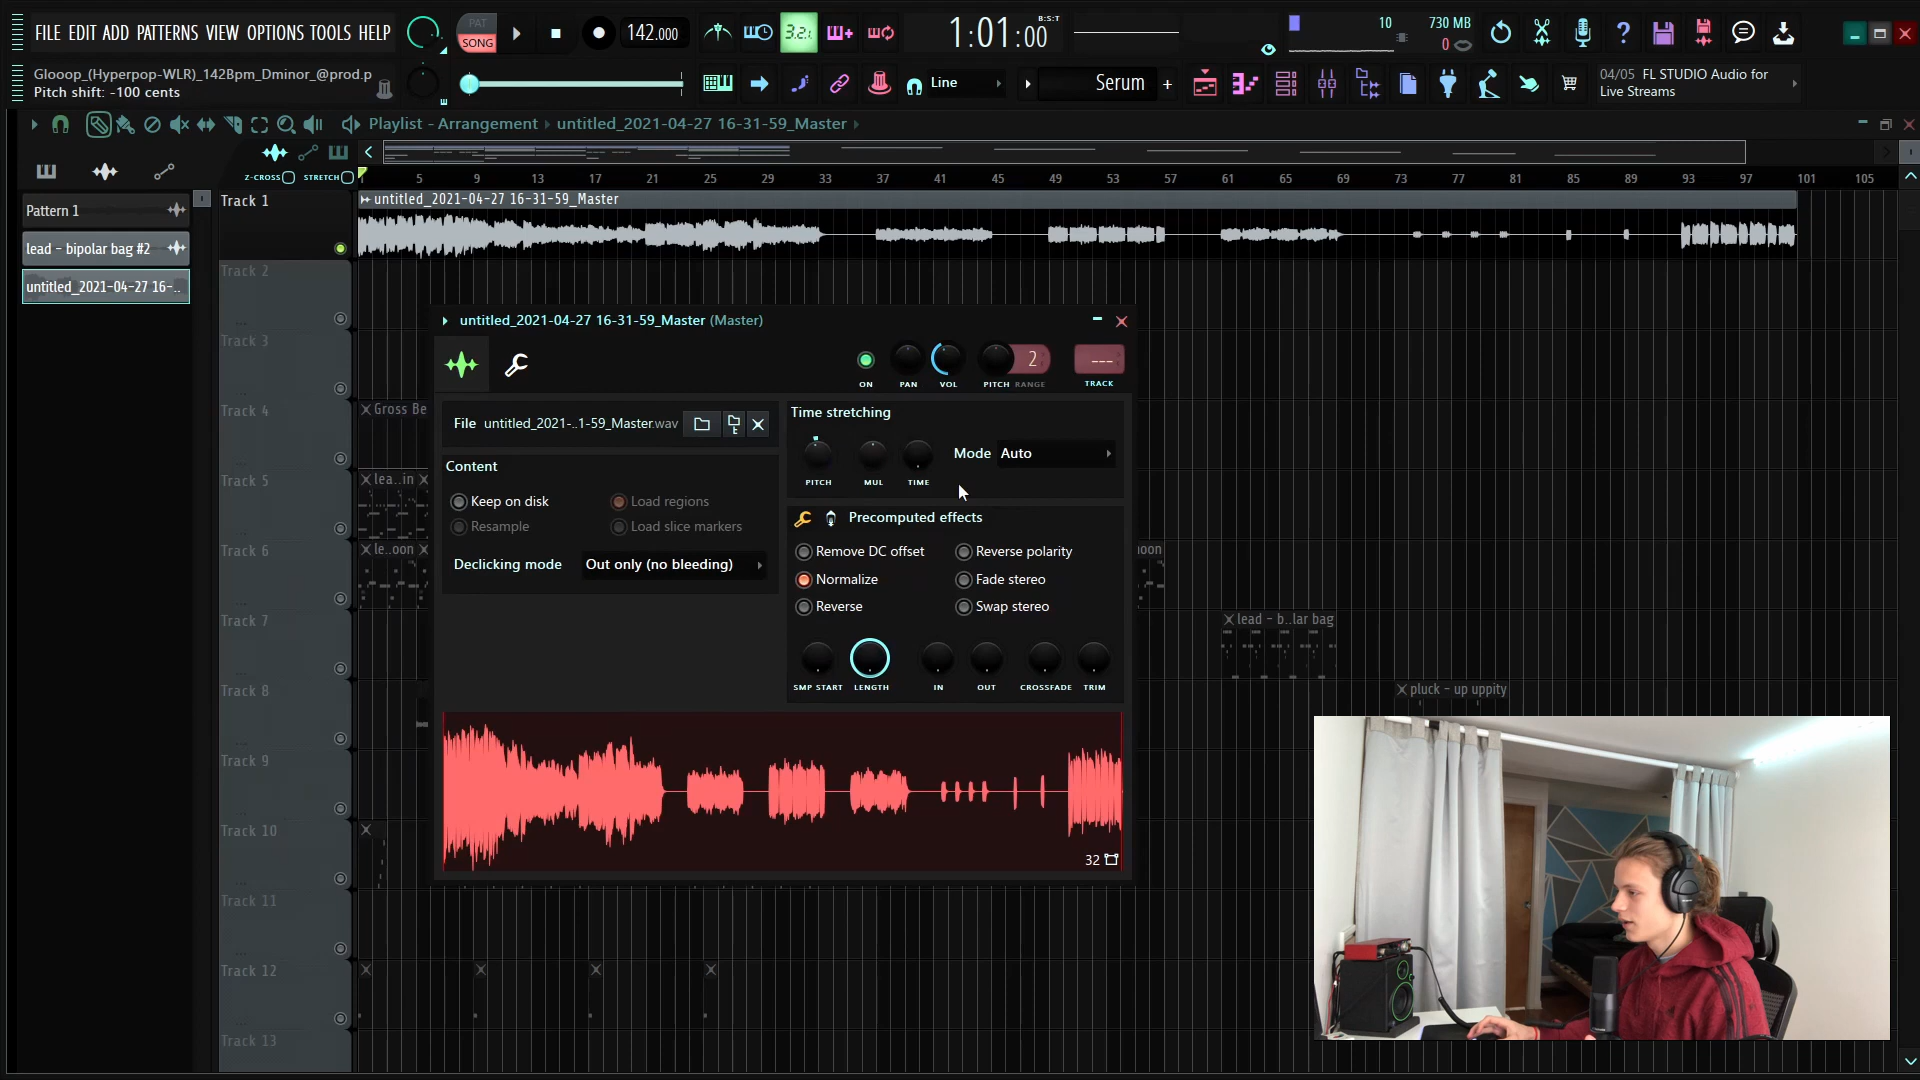 FILE EDIT ADD PATTERNS VIEW OPTIONS TOOLS HELP
PAT
SONG
142.000
3.2.1
1:01:00
B:S:T
10
730 MB
0
Glooop_(Hyperpop-WLR)_142Bpm_Dminor_@prod.p
Pitch shift: -100 cents
Line
Serum
04/05 FL STUDIO Audio for
Live Streams
Playlist - Arrangement
untitled_2021-04-27 16-31-59_Master
Z-CROSS
STRETCH
5 9 13 17 21 25 29 33 37 41 45 49 53 57 61 65 69 73 77 81 85 89 93 97 101 105
Pattern 1
lead - bipolar bag #2
untitled_2021-04-27 16-..
Track 1
untitled_2021-04-27 16-31-59_Master
Track 2
Track 3
Track 4
Gross Be
Track 5
lea..in
Track 6
le..oon
oon
Track 7
lead - b..lar bag
Track 8
pluck - up uppity
Track 9
Track 10
Track 11
Track 12
Track 13
untitled_2021-04-27 16-31-59_Master (Master)
ON
PAN
VOL
PITCH
RANGE
2
---
TRACK
File untitled_2021-..1-59_Master.wav
Content
Keep on disk
Load regions
Resample
Load slice markers
Declicking mode
Out only (no bleeding)
Time stretching
PITCH
MUL
TIME
Mode
Auto
Precomputed effects
Remove DC offset
Reverse polarity
Normalize
Fade stereo
Reverse
Swap stereo
SMP START
LENGTH
IN
OUT
CROSSFADE
TRIM
32